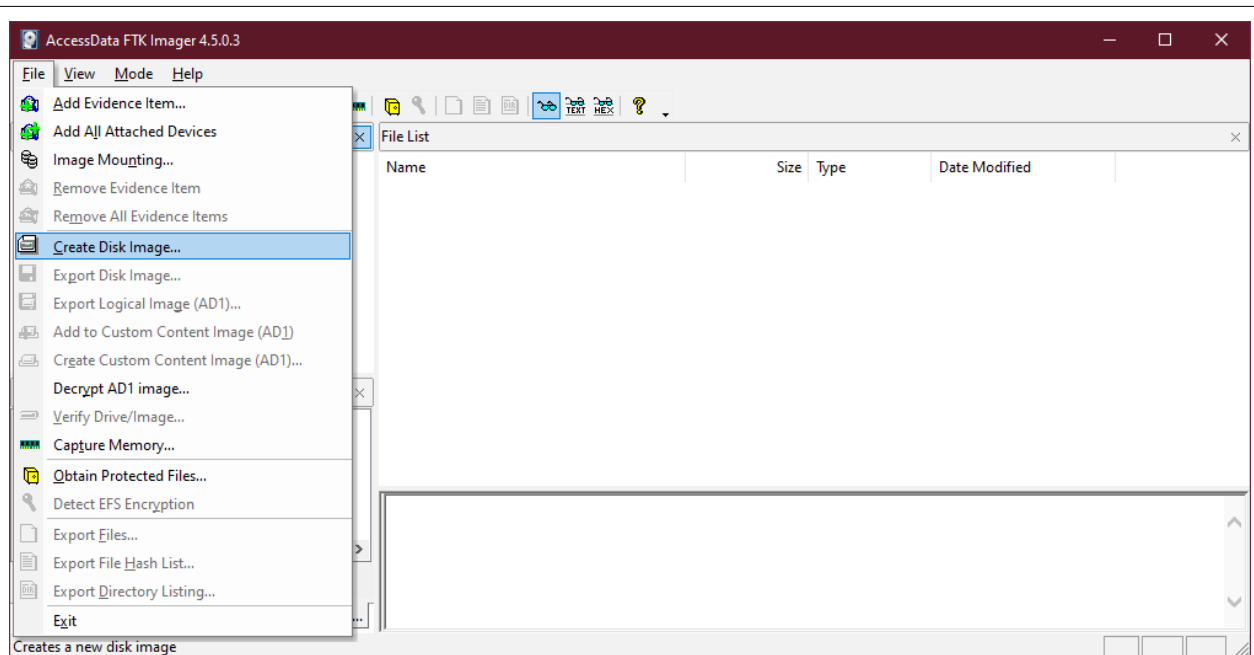 AccessData FTK Imager 4.5.0.3
File View Mode Help
Add Evidence Item...
Add All Attached Devices
Image Mounting...
Remove Evidence Item
Remove All Evidence Items
Create Disk Image...
Export Disk Image...
Export Logical Image (AD1)...
Add to Custom Content Image (AD1)
Create Custom Content Image (AD1)...
Decrypt AD1 image...
Verify Drive/Image...
Capture Memory...
Obtain Protected Files...
Detect EFS Encryption
Export Files...
Export File Hash List...
Export Directory Listing...
Exit
TEXT HEX
File List
Name Size Type Date Modified
...
Creates a new disk image